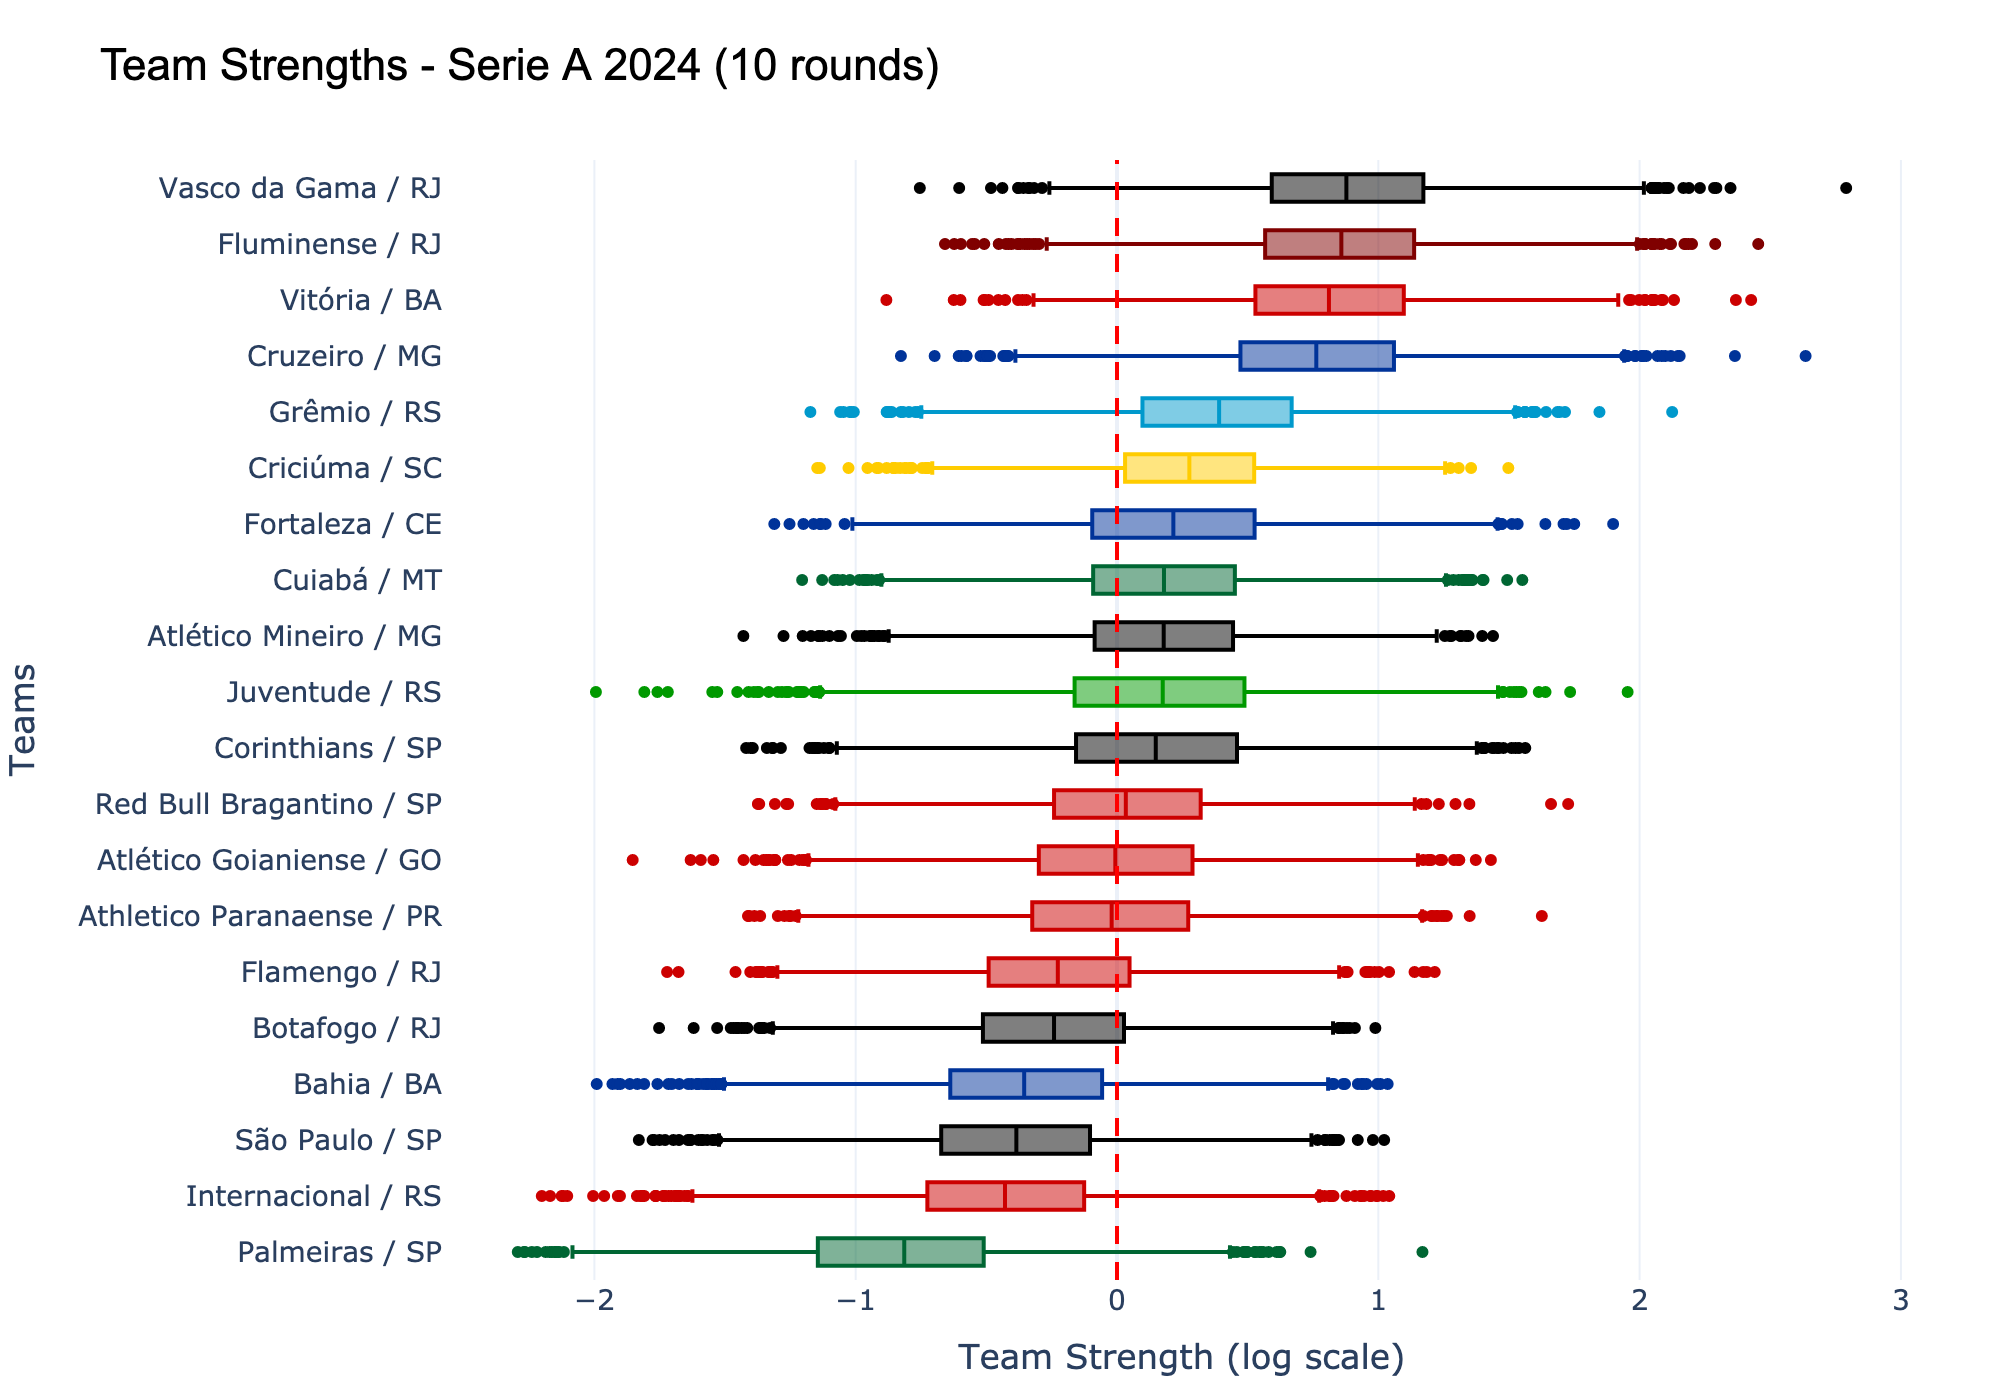 Team Strengths - Serie A 2024 (10 rounds)
Teams
Vasco da Gama / RJ
Fluminense / RJ
Vitória / BA
Cruzeiro / MG
Grêmio / RS
Criciúma / SC
Fortaleza / CE
Cuiabá / MT
Atlético Mineiro / MG
Juventude / RS
Corinthians / SP
Red Bull Bragantino / SP
Atlético Goianiense / GO
Athletico Paranaense / PR
Flamengo / RJ
Botafogo / RJ
Bahia / BA
São Paulo / SP
Internacional / RS
Palmeiras / SP
−2 −1 0 1 2 3
Team Strength (log scale)